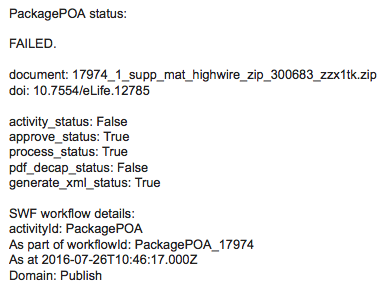 PackagePOA status:
FAILED.
document: 17974_1_supp_mat_highwire_zip_300683_zzx1tk.zip
doi: 10.7554/eLife.12785
activity_status: False
approve_status: True
process_status: True
pdf_decap_status: False
generate_xml_status: True
SWF workflow details:
activityId: PackagePOA
As part of workflowId: PackagePOA_17974
As at 2016-07-26T10:46:17.000Z
Domain: Publish